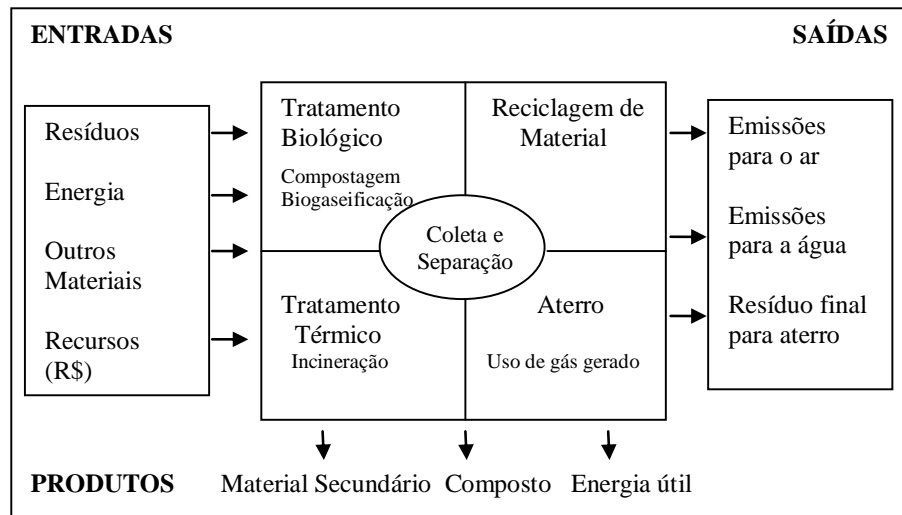 ENTRADAS
SAÍDAS
Resíduos
Energia
Outros
Materiais
Recursos
(R$)
Tratamento
Biológico
Compostagem
Biogaseificação
Reciclagem de
Material
Coleta e
Separação
Tratamento
Térmico
Incineração
Aterro
Uso de gás gerado
Emissões
para o ar
Emissões
para a água
Resíduo final
para aterro
PRODUTOS
Material Secundário
Composto
Energia útil